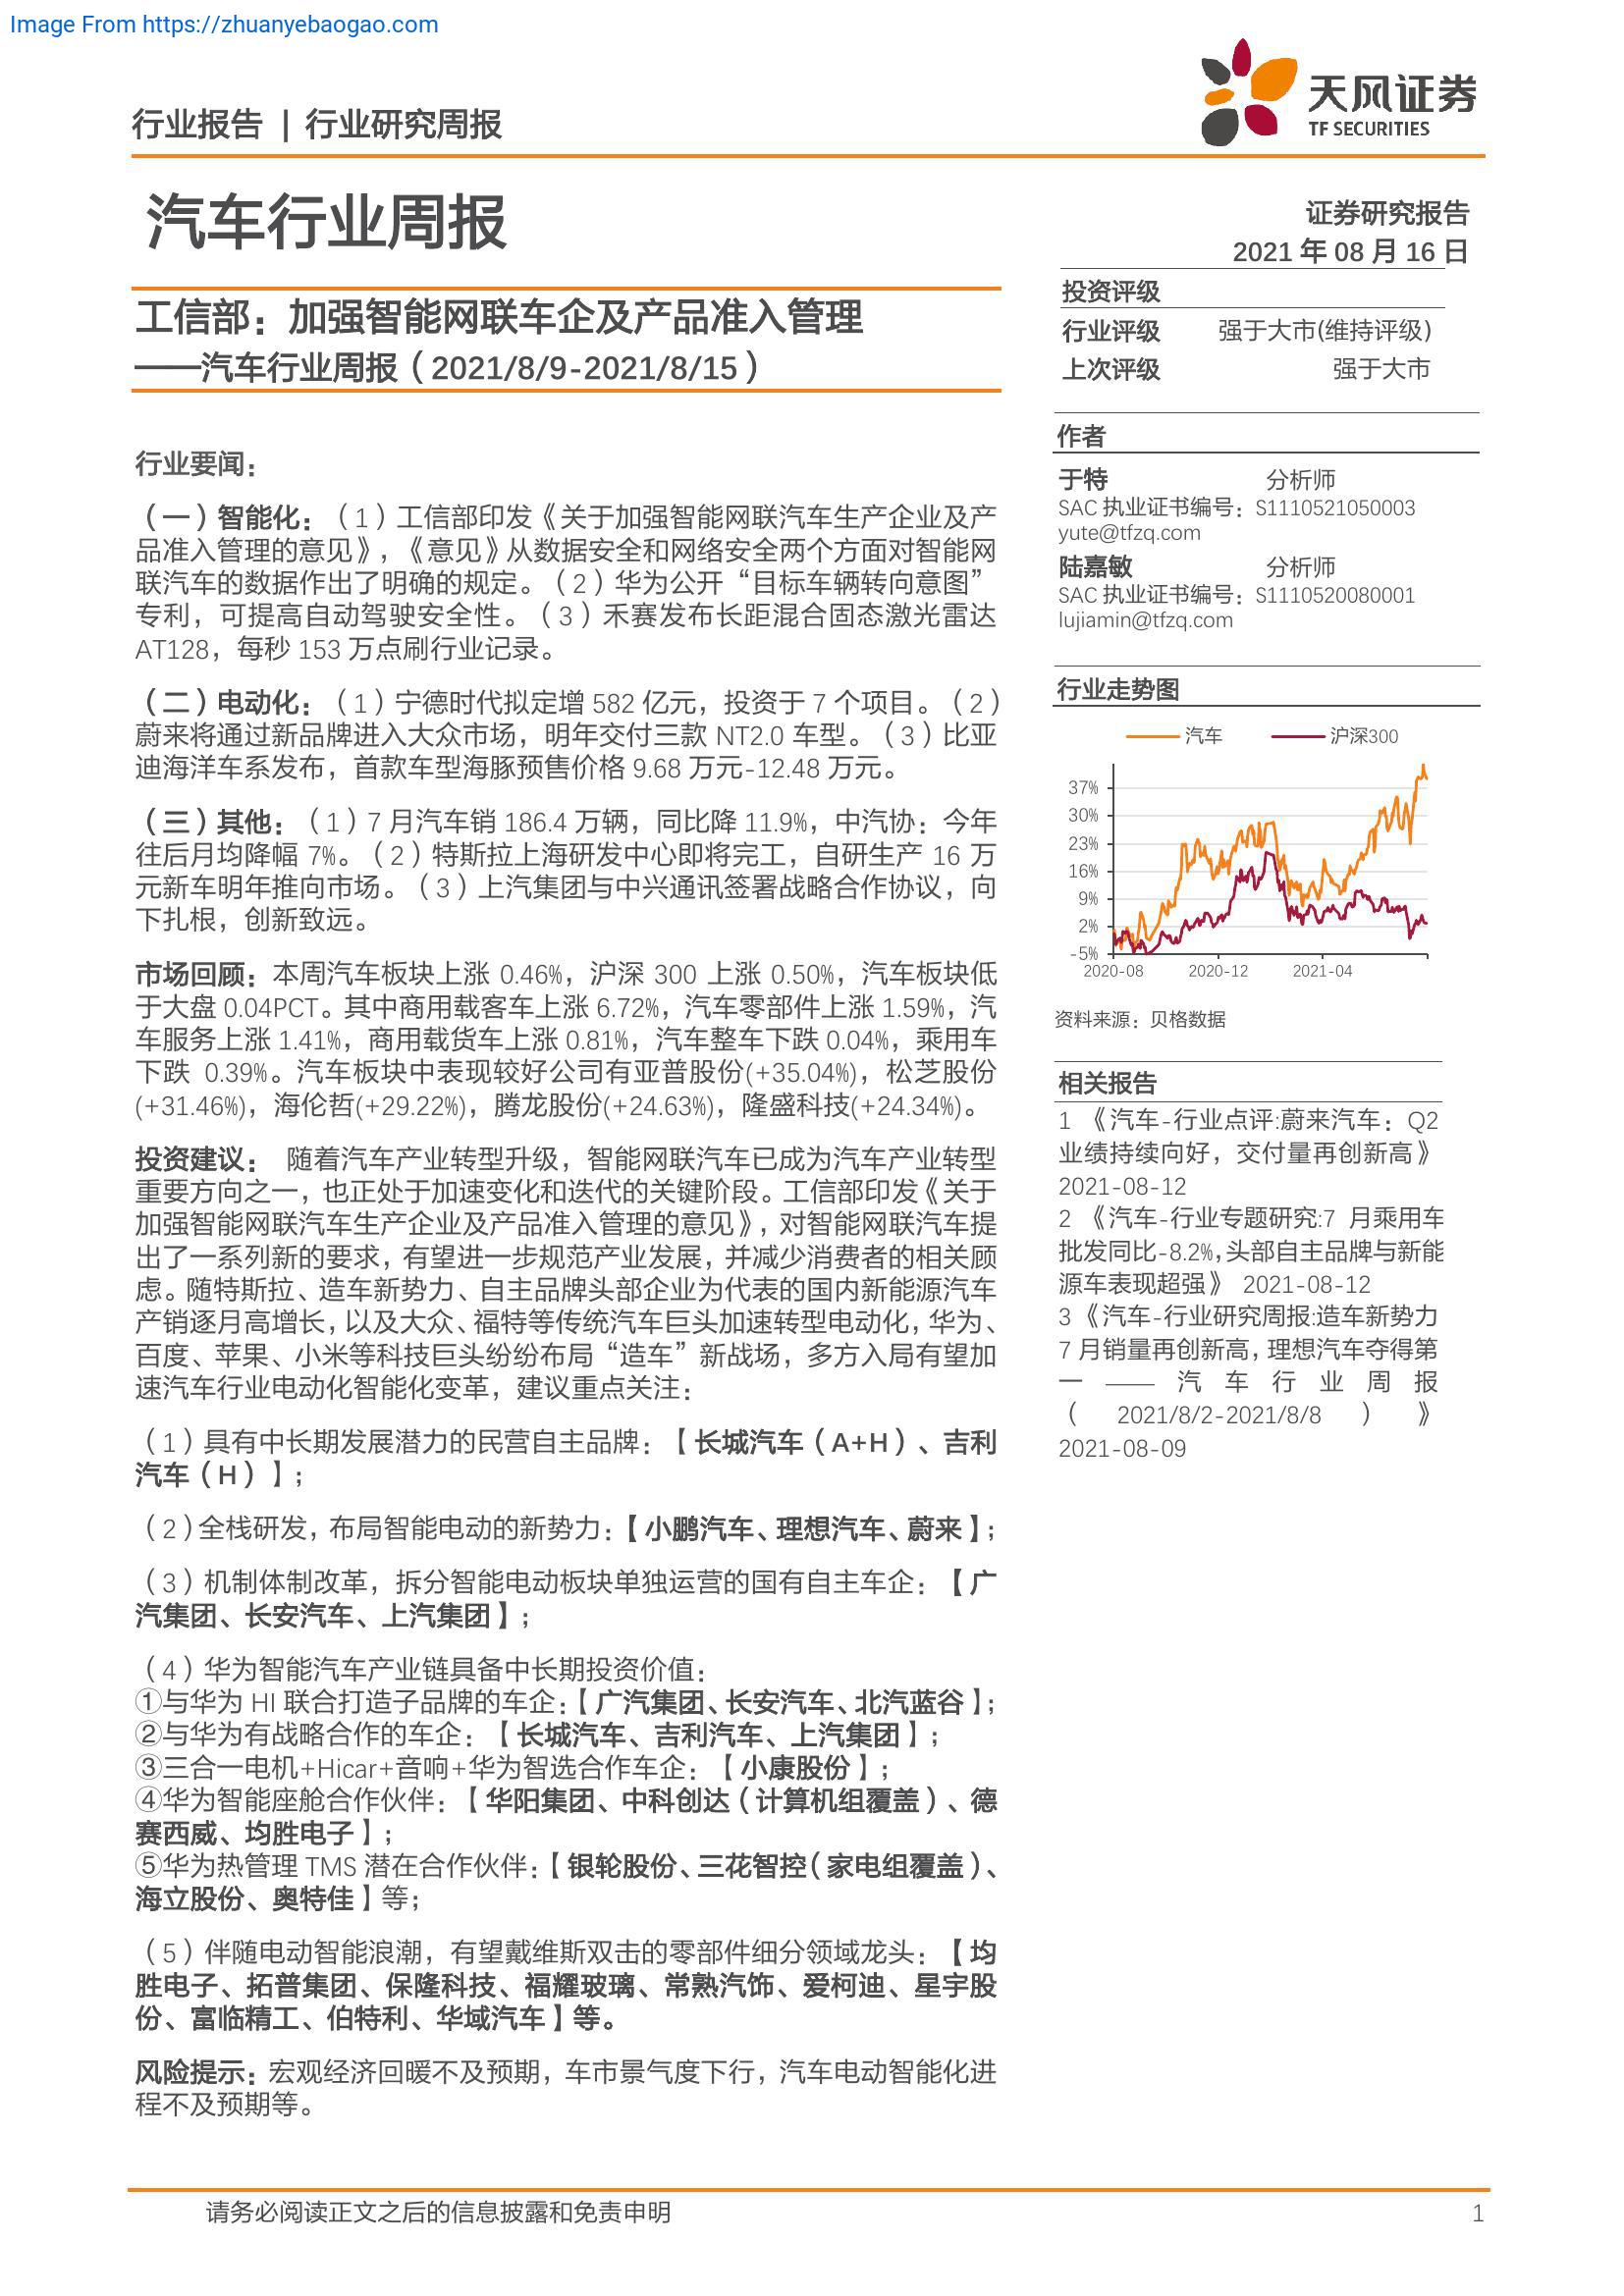 Image From https://zhuanyebaogao.com
行业报告 | 行业研究周报
天风证券
TF SECURITIES
汽车行业周报
证券研究报告
2021 年 08 月 16 日
工信部：加强智能网联车企及产品准入管理
——汽车行业周报（2021/8/9-2021/8/15）
行业要闻：
（一）智能化：（1）工信部印发《关于加强智能网联汽车生产企业及产
品准入管理的意见》，《意见》从数据安全和网络安全两个方面对智能网
联汽车的数据作出了明确的规定。（2）华为公开“目标车辆转向意图”
专利，可提高自动驾驶安全性。（3）禾赛发布长距混合固态激光雷达
AT128，每秒 153 万点刷行业记录。
（二）电动化：（1）宁德时代拟定增 582 亿元，投资于 7 个项目。（2）
蔚来将通过新品牌进入大众市场，明年交付三款 NT2.0 车型。（3）比亚
迪海洋车系发布，首款车型海豚预售价格 9.68 万元-12.48 万元。
（三）其他：（1）7 月汽车销 186.4 万辆，同比降 11.9%，中汽协：今年
往后月均降幅 7%。（2）特斯拉上海研发中心即将完工，自研生产 16 万
元新车明年推向市场。（3）上汽集团与中兴通讯签署战略合作协议，向
下扎根，创新致远。
市场回顾：本周汽车板块上涨 0.46%，沪深 300 上涨 0.50%，汽车板块低
于大盘 0.04PCT。其中商用载客车上涨 6.72%，汽车零部件上涨 1.59%，汽
车服务上涨 1.41%，商用载货车上涨 0.81%，汽车整车下跌 0.04%，乘用车
下跌 0.39%。汽车板块中表现较好公司有亚普股份(+35.04%)，松芝股份
(+31.46%)，海伦哲(+29.22%)，腾龙股份(+24.63%)，隆盛科技(+24.34%)。
投资建议： 随着汽车产业转型升级，智能网联汽车已成为汽车产业转型
重要方向之一，也正处于加速变化和迭代的关键阶段。工信部印发《关于
加强智能网联汽车生产企业及产品准入管理的意见》，对智能网联汽车提
出了一系列新的要求，有望进一步规范产业发展，并减少消费者的相关顾
虑。随特斯拉、造车新势力、自主品牌头部企业为代表的国内新能源汽车
产销逐月高增长，以及大众、福特等传统汽车巨头加速转型电动化，华为、
百度、苹果、小米等科技巨头纷纷布局“造车”新战场，多方入局有望加
速汽车行业电动化智能化变革，建议重点关注：
（1）具有中长期发展潜力的民营自主品牌：【长城汽车（A+H）、吉利
汽车（H）】；
（2）全栈研发，布局智能电动的新势力：【小鹏汽车、理想汽车、蔚来】；
（3）机制体制改革，拆分智能电动板块单独运营的国有自主车企：【广
汽集团、长安汽车、上汽集团】；
（4）华为智能汽车产业链具备中长期投资价值：
①与华为 HI 联合打造子品牌的车企：【广汽集团、长安汽车、北汽蓝谷】；
②与华为有战略合作的车企：【长城汽车、吉利汽车、上汽集团】；
③三合一电机+Hicar+音响+华为智选合作车企：【小康股份】；
④华为智能座舱合作伙伴：【华阳集团、中科创达（计算机组覆盖）、德
赛西威、均胜电子】；
⑤华为热管理 TMS 潜在合作伙伴：【银轮股份、三花智控（家电组覆盖）、
海立股份、奥特佳】等；
（5）伴随电动智能浪潮，有望戴维斯双击的零部件细分领域龙头：【均
胜电子、拓普集团、保隆科技、福耀玻璃、常熟汽饰、爱柯迪、星宇股
份、富临精工、伯特利、华域汽车】等。
风险提示：宏观经济回暖不及预期，车市景气度下行，汽车电动智能化进
程不及预期等。
投资评级
行业评级 强于大市(维持评级)
上次评级 强于大市
作者
于特 分析师
SAC 执业证书编号：S1110521050003
yute@tfzq.com
陆嘉敏 分析师
SAC 执业证书编号：S1110520080001
lujiamin@tfzq.com
行业走势图
汽车 沪深300
37%
30%
23%
16%
9%
2%
-5%
2020-08 2020-12 2021-04
资料来源：贝格数据
相关报告
1 《汽车-行业点评:蔚来汽车：Q2
业绩持续向好，交付量再创新高》
2021-08-12
2 《汽车-行业专题研究:7 月乘用车
批发同比-8.2%,头部自主品牌与新能
源车表现超强》 2021-08-12
3 《汽车-行业研究周报:造车新势力
7 月销量再创新高，理想汽车夺得第
一 —— 汽 车 行 业 周 报
（ 2021/8/2-2021/8/8 ） 》
2021-08-09
请务必阅读正文之后的信息披露和免责申明
1